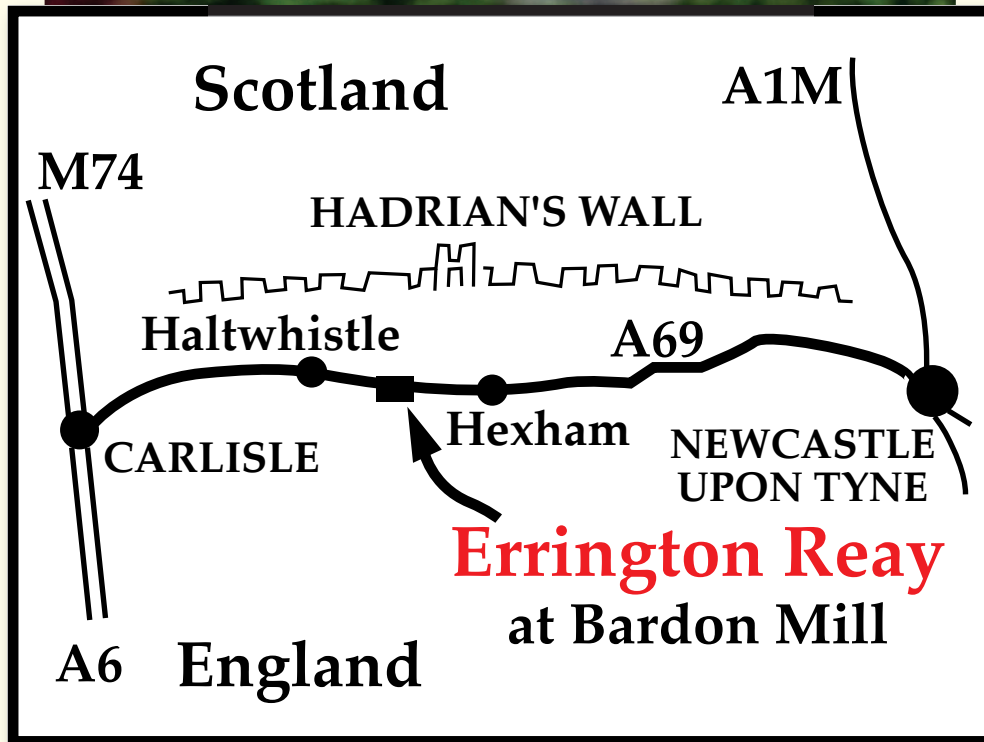 Scotland
A1M
M74
HADRIAN'S WALL
Haltwhistle
A69
Hexham
CARLISLE
NEWCASTLE
UPON TYNE
Errington Reay
at Bardon Mill
A6
England